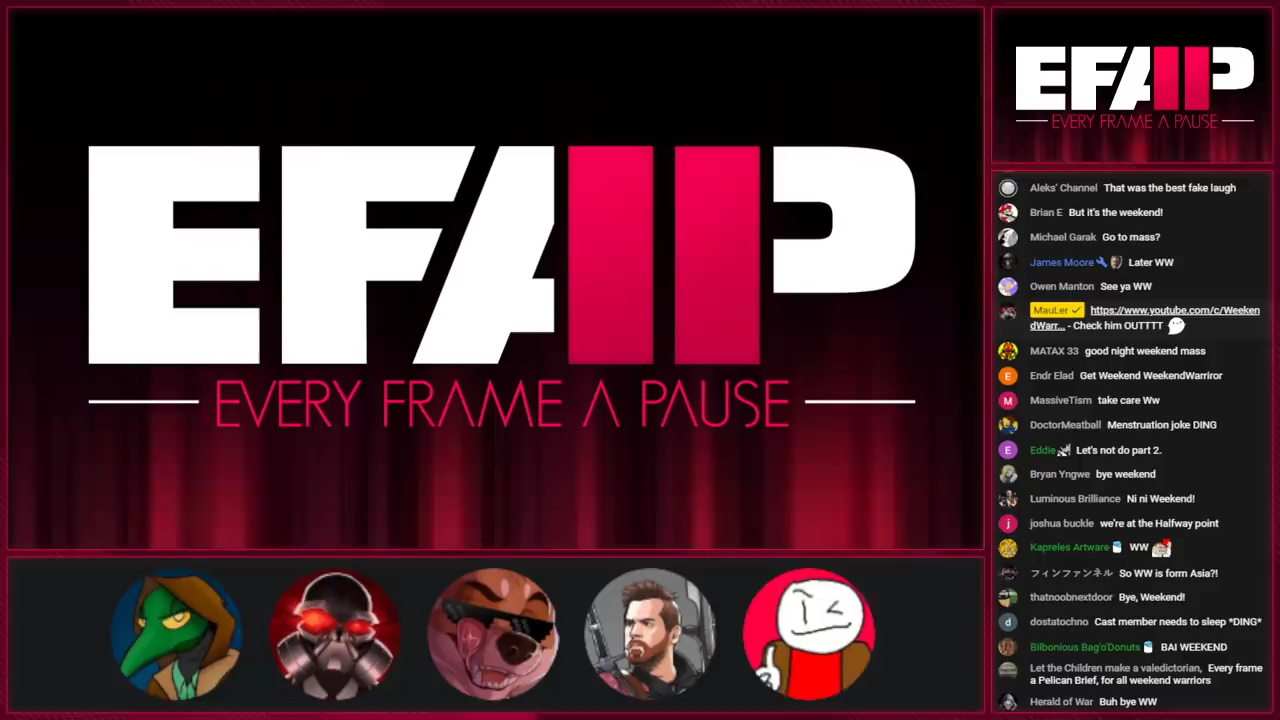 EFAP
EVERY FRAME A PAUSE
EFAP
EVERY FRAME A PAUSE
Aleks' Channel That was the best fake laugh
Brian E But it's the weekend!
Michael Garak Go to mass?
James Moore Later WW
Owen Manton See ya WW
MauLer https://www.youtube.com/c/Weeken
dWarr... - Check him OUTTTT
MATAX 33 good night weekend mass
E Endr Elad Get Weekend WeekendWarriror
M MassiveTism take care Ww
DoctorMeatball Menstruation joke DING
E Eddie Let's not do part 2.
Bryan Yngwe bye weekend
Luminous Brilliance Ni ni Weekend!
j joshua buckle we're at the Halfway point
Kapreles Artware WW
フィンファンネル So WW is form Asia?!
thatnoobnextdoor Bye, Weekend!
d dostatochno Cast member needs to sleep *DING*
Bilbonious Bag'o'Donuts BAI WEEKEND
Let the Children make a valedictorian, Every frame
a Pelican Brief, for all weekend warriors
Herald of War Buh bye WW